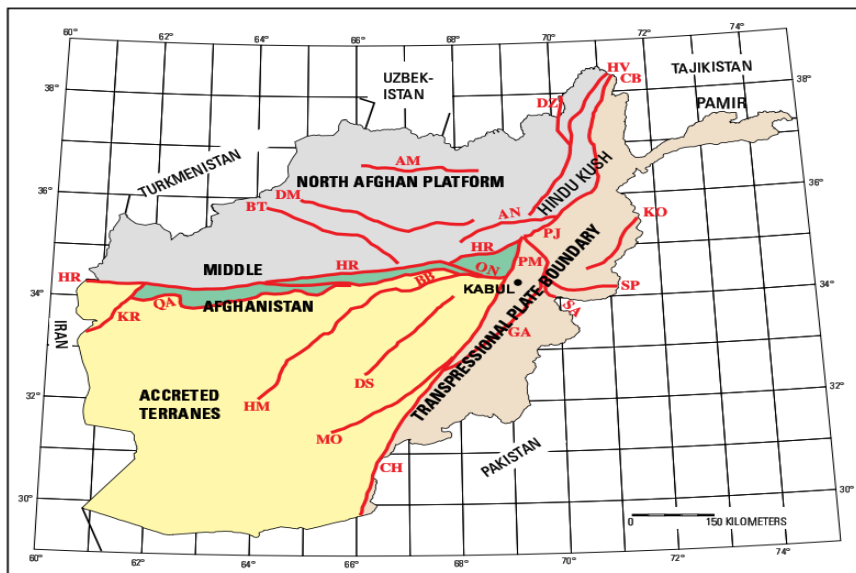 60°
62°
64°
66°
68°
70°
72°
74°
HV
CB
TAJIKISTAN
UZBEK-
ISTAN
38°
38°
DZ
PAMIR
TURKMENISTAN
AM
NORTH AFGHAN PLATFORM
HINDU KUSH
36°
36°
DM
BT
AN
KO
PJ
HR
HR
MIDDLE
HR
QN
PM
BB
34°
KABUL
SP
34°
QA
AFGHANISTAN
SA
KR
GA
IRAN
TRANSPRESSIONAL PLATE BOUNDARY
DS
ACCRETED
TERRANES
32°
HM
32°
MO
PAKISTAN
CH
30°
30°
0
150 KILOMETERS
60°
62°
64°
66°
68°
70°
72°
74°